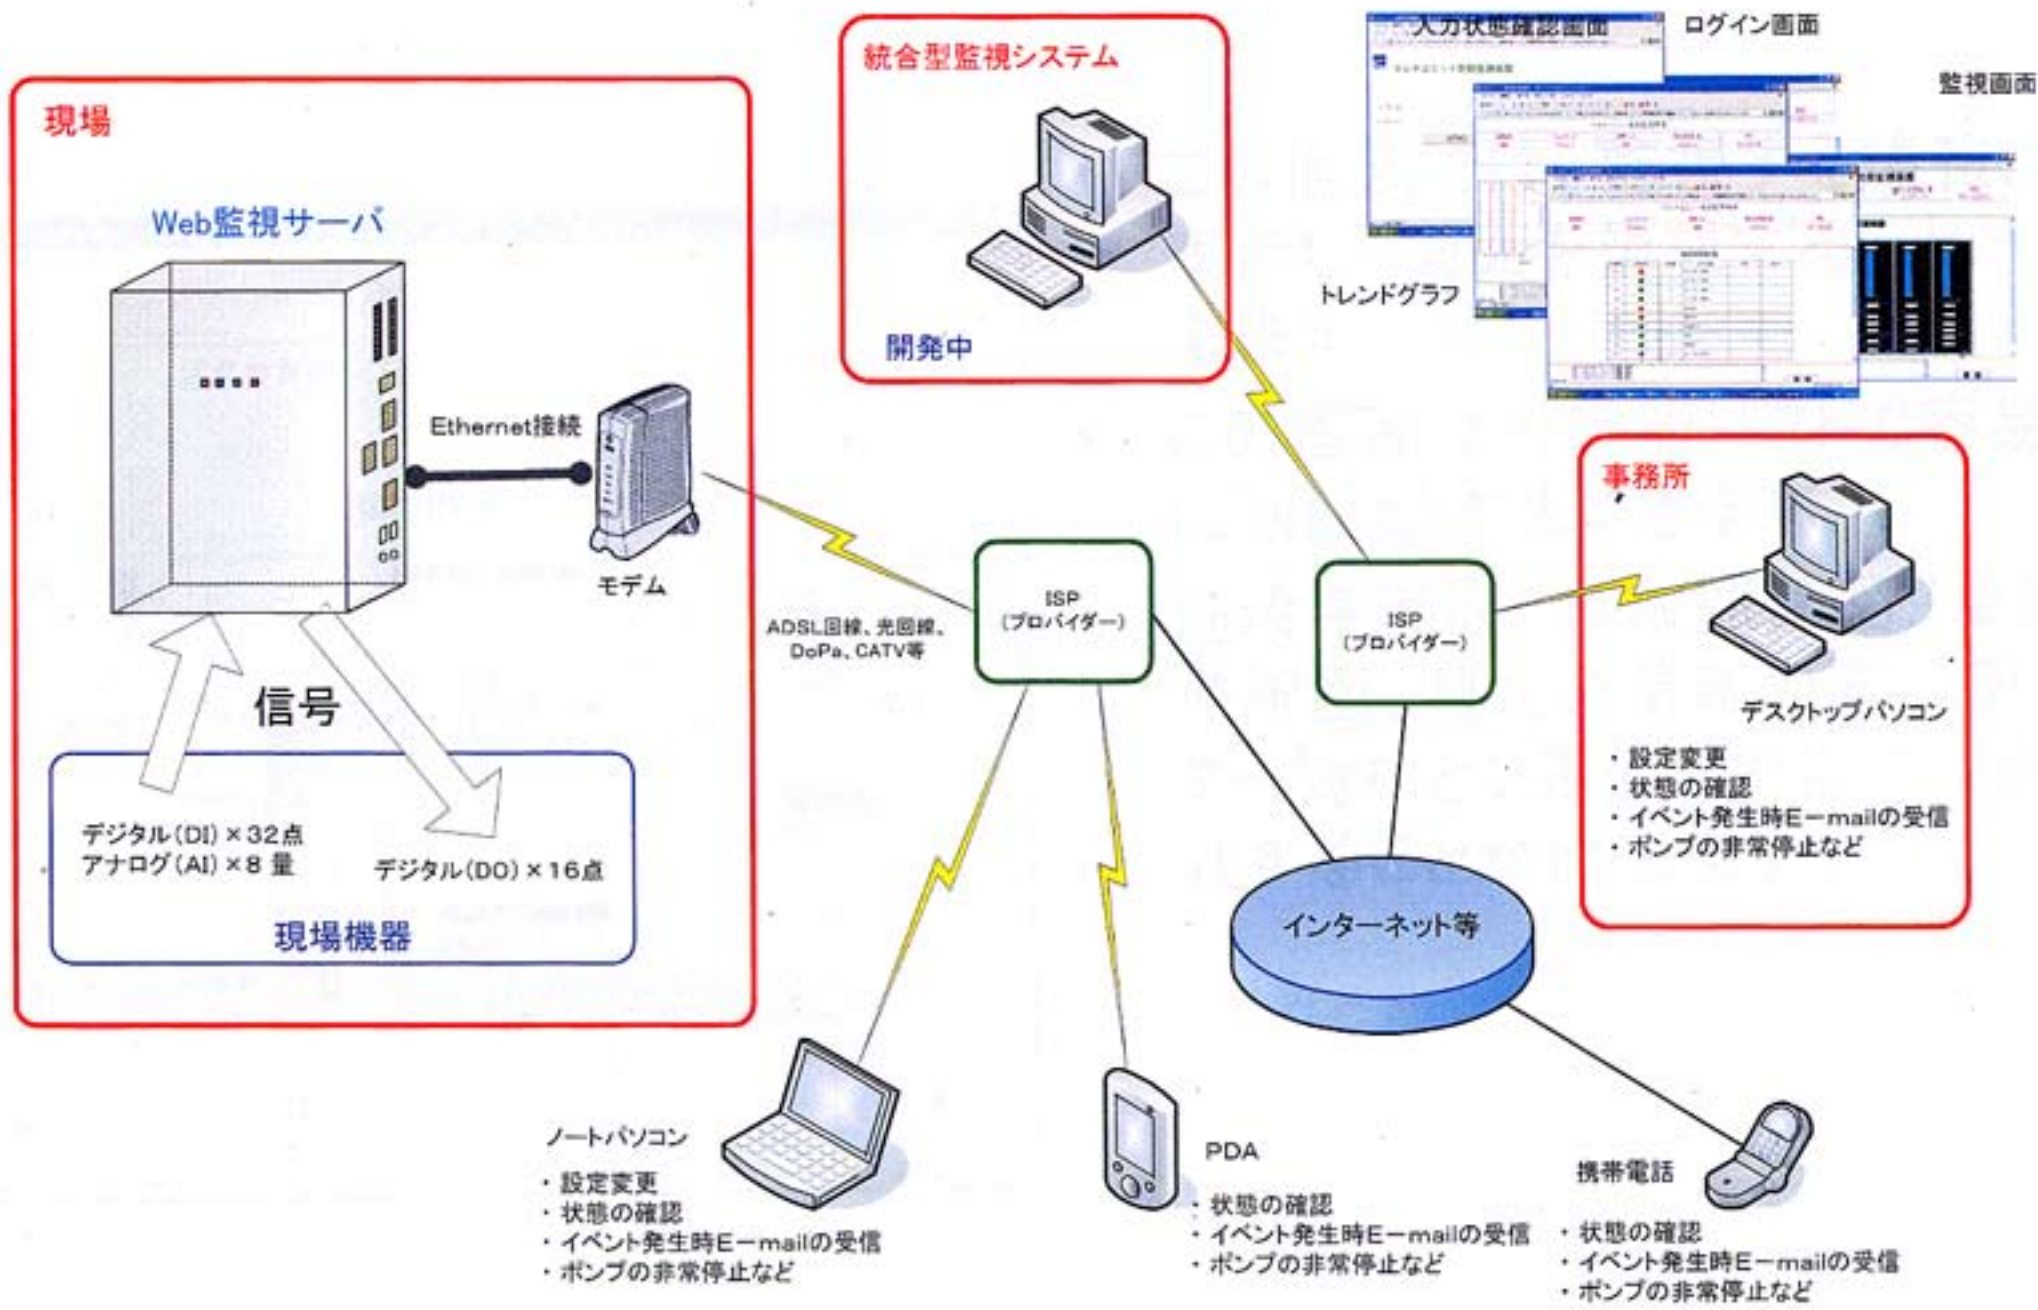 現場
Web監視サーバ
Ethernet接続
モデム
信号
デジタル(DI)×32点
アナログ(AI)×8 量
デジタル(DO)×16点
現場機器
統合型監視システム
開発中
入力状態確認画面
ログイン画面
監視画面
トレンドグラフ
ADSL回線、光回線、
DoPa、CATV等
ISP
(プロバイダー)
ISP
(プロバイダー)
事務所
デスクトップパソコン
・設定変更
・状態の確認
・イベント発生時E-mailの受信
・ポンプの非常停止など
インターネット等
ノートパソコン
・設定変更
・状態の確認
・イベント発生時E-mailの受信
・ポンプの非常停止など
PDA
・状態の確認
・イベント発生時E-mailの受信
・ポンプの非常停止など
携帯電話
・状態の確認
・イベント発生時E-mailの受信
・ポンプの非常停止など